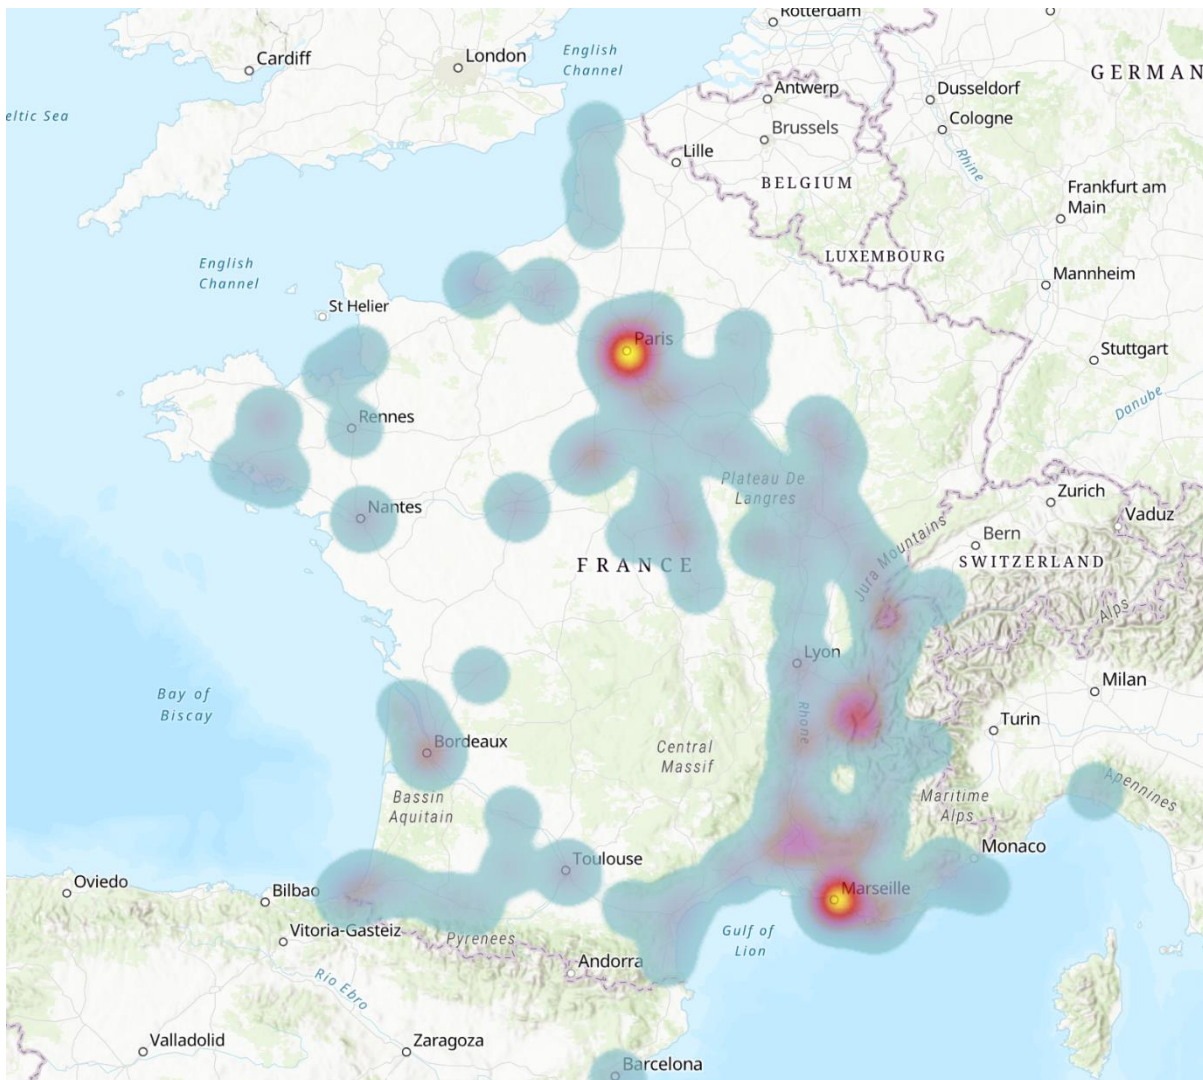 Rotterdam
Cardiff
London
English
Channel
GERMAN
eltic Sea
Antwerp
Dusseldorf
Brussels
Cologne
Lille
Rhine
BELGIUM
Frankfurt am
Main
LUXEMBOURG
English
Channel
Mannheim
St Helier
Paris
Stuttgart
Danube
Rennes
Plateau De
Langres
Zurich
Nantes
Vaduz
Bern
Jura Mountains
FRANCE
SWITZERLAND
Alps
Lyon
Milan
Bay of
Biscay
Rhone
Turin
Bordeaux
Central
Massif
Apennines
Bassin
Aquitain
Maritime
Alps
Monaco
Toulouse
Oviedo
Bilbao
Marseille
Vitoria-Gasteiz
Pyrenees
Gulf of
Lion
Andorra
Rio Ebro
Valladolid
Zaragoza
Barcelona